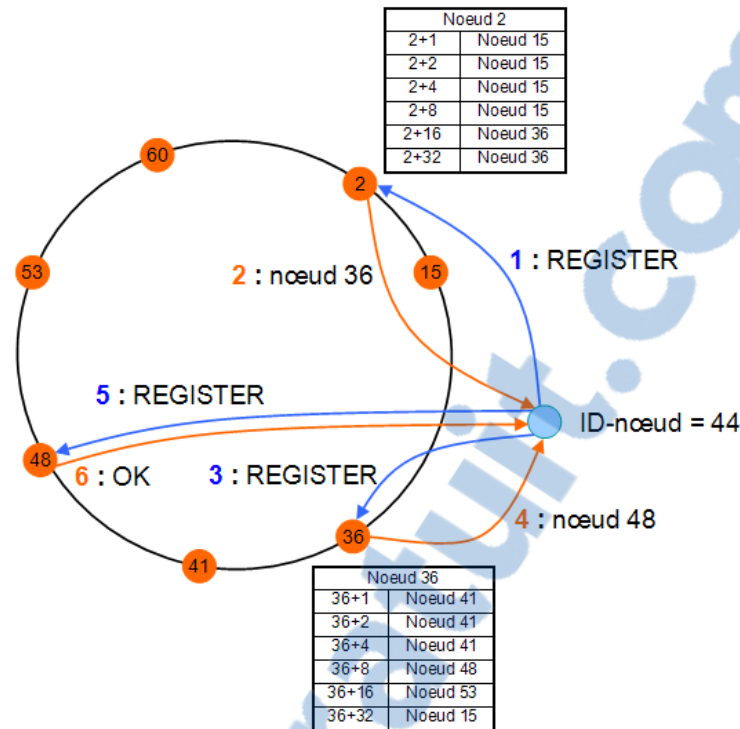 Noeud 2
2+1 Noeud 15
2+2 Noeud 15
2+4 Noeud 15
2+8 Noeud 15
2+16 Noeud 36
2+32 Noeud 36
60
2
53
15
2 : nœud 36
1 : REGISTER
5 : REGISTER
ID-nœud = 44
48
6 : OK
3 : REGISTER
4 : nœud 48
36
41
Noeud 36
36+1 Noeud 41
36+2 Noeud 41
36+4 Noeud 41
36+8 Noeud 48
36+16 Noeud 53
36+32 Noeud 15